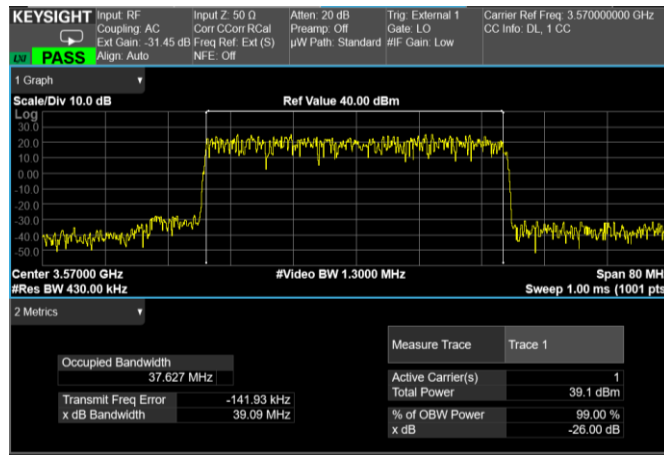 KEYSIGHT Input: RF Input Z: 50 Ω Atten: 20 dB Trig: External 1 Carrier Ref Freq: 3.570000000 GHz
Coupling: AC Corr CCorr RCal Preamp: Off Gate: LO CC Info: DL, 1 CC
Ext Gain: -31.45 dB Freq Ref: Ext (S) µW Path: Standard #IF Gain: Low
LXI PASS Align: Auto NFE: Off
1 Graph
Scale/Div 10.0 dB Ref Value 40.00 dBm
Log
30.0
20.0
10.0
0.00
-10.0
-20.0
-30.0
-40.0
-50.0
Center 3.57000 GHz #Video BW 1.3000 MHz Span 80 MH
#Res BW 430.00 kHz Sweep 1.00 ms (1001 pts
2 Metrics
Measure Trace Trace 1
Occupied Bandwidth
37.627 MHz
Active Carrier(s) 1
Transmit Freq Error -141.93 kHz
Total Power 39.1 dBm
x dB Bandwidth 39.09 MHz
% of OBW Power 99.00 %
x dB -26.00 dB